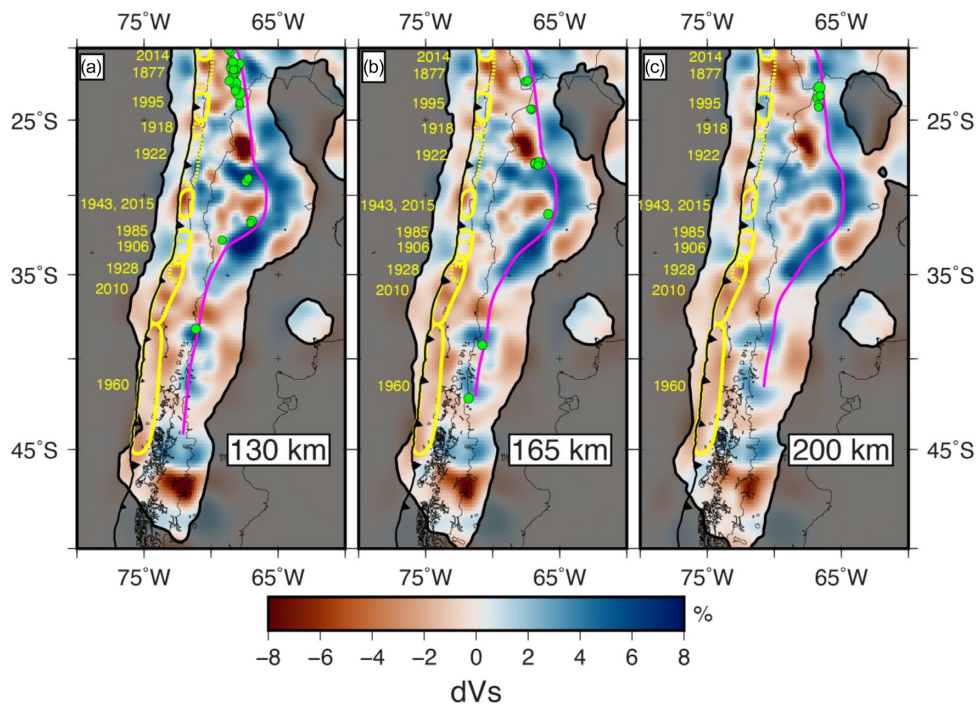 75°W 65°W 75°W 65°W 75°W 65°W
(a) (b) (c)
2014 2014 2014
1877 1877 1877
1995 1995 1995
25°S 25°S
1918 1918 1918
1922 1922 1922
1943, 2015 1943, 2015 1943, 2015
1985 1985 1985
1906 1906 1906
35°S 1928 1928 1928 35°S
2010 2010 2010
1960 1960 1960
45°S 130 km 165 km 200 km 45°S
75°W 65°W 75°W 65°W 75°W 65°W
%
−8 −6 −4 −2 0 2 4 6 8
dVs